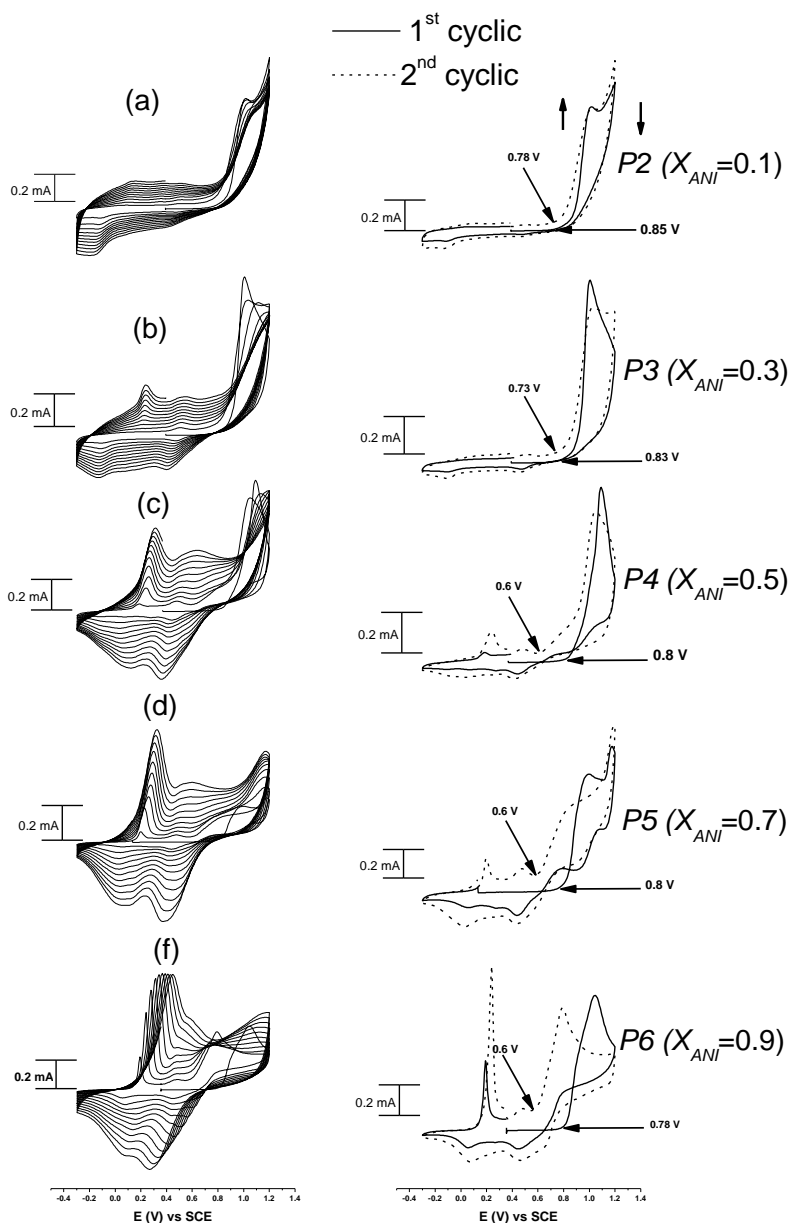 1st cyclic
2nd cyclic
(a)
0.2 mA
0.78 V
P2 (XANI=0.1)
0.2 mA
0.85 V
(b)
0.2 mA
0.73 V
P3 (XANI=0.3)
0.2 mA
0.83 V
(c)
0.2 mA
0.6 V
P4 (XANI=0.5)
0.2 mA
0.8 V
(d)
0.2 mA
0.6 V
P5 (XANI=0.7)
0.2 mA
0.8 V
(f)
0.2 mA
0.6 V
P6 (XANI=0.9)
0.2 mA
0.78 V
-0.4 -0.2 0.0 0.2 0.4 0.6 0.8 1.0 1.2 1.4
E (V) vs SCE
-0.4 -0.2 0.0 0.2 0.4 0.6 0.8 1.0 1.2 1.4
E (V) vs SCE